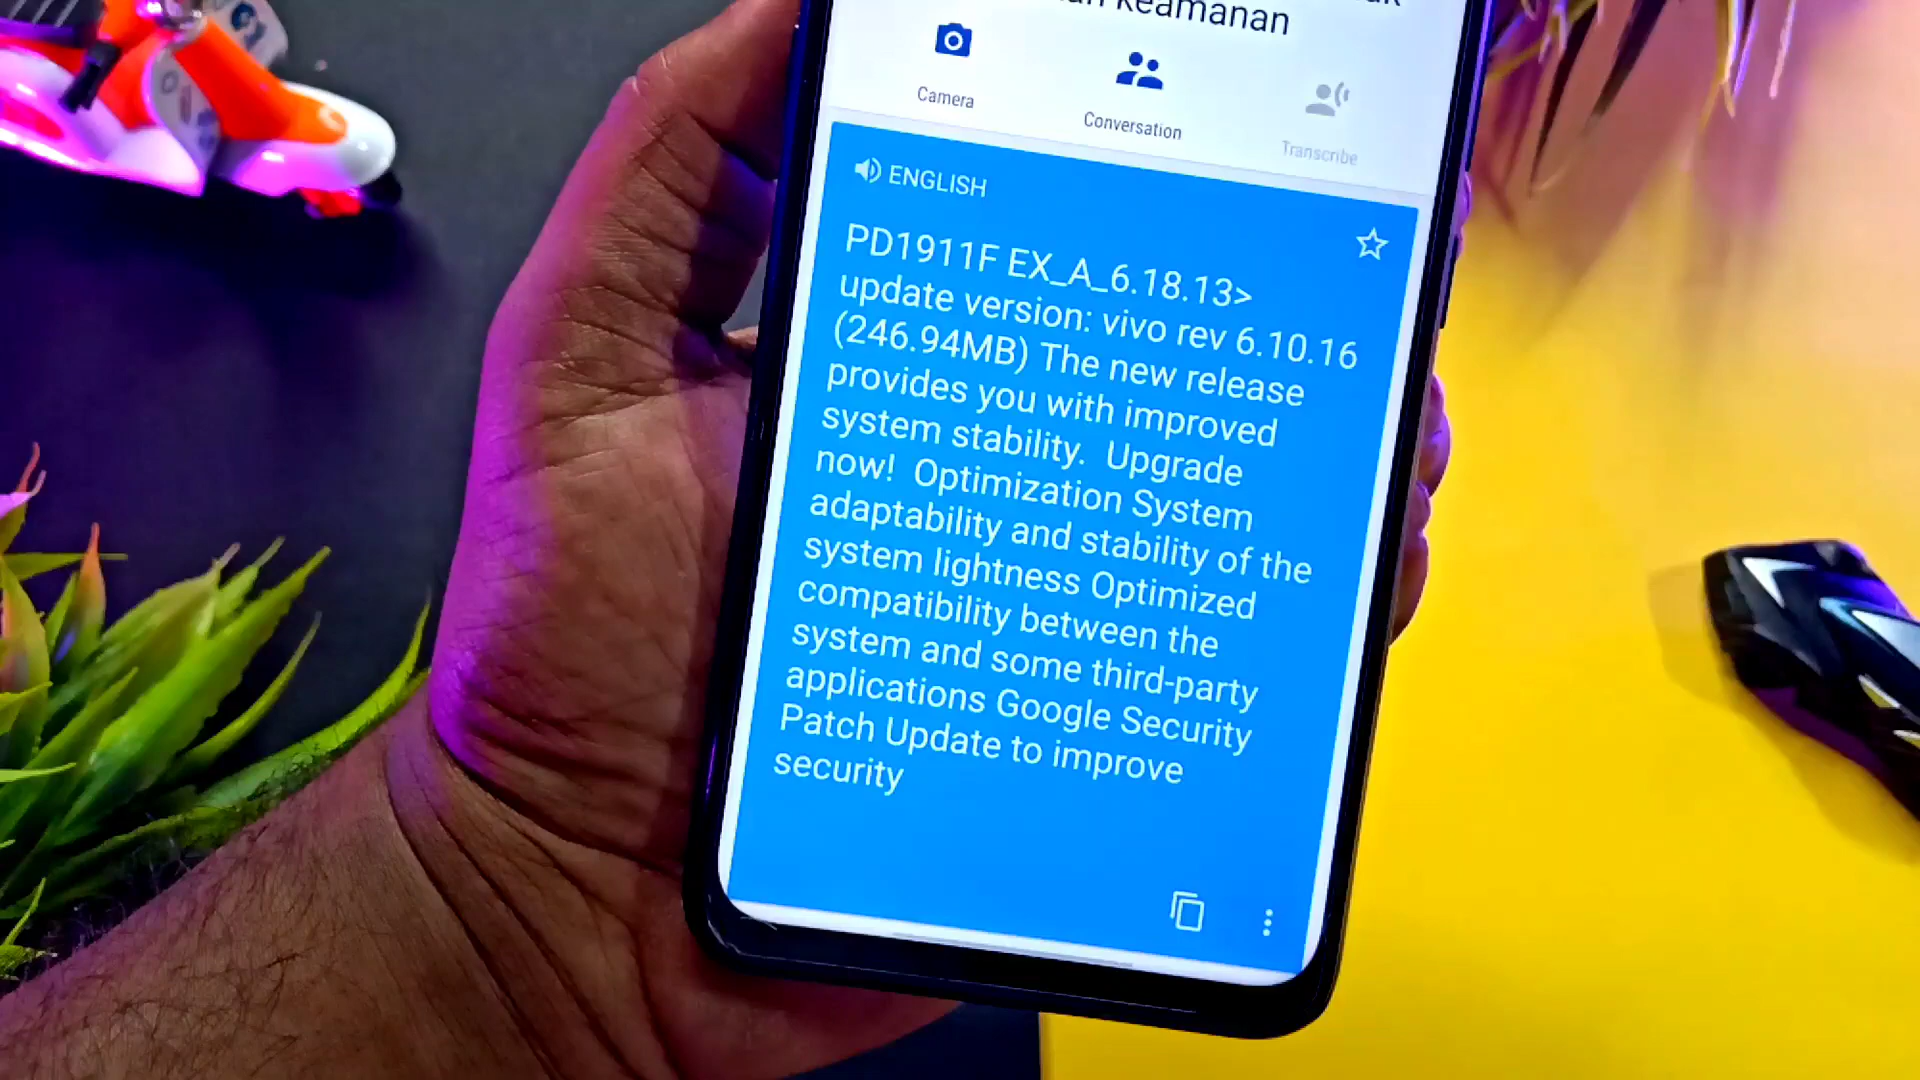 keamanan
Camera
Conversation
Transcribe
ENGLISH
PD1911F EX_A_6.18.13>
update version: vivo rev 6.10.16
(246.94MB) The new release
provides you with improved
system stability. Upgrade
now! Optimization System
adaptability and stability of the
system lightness Optimized
compatibility between the
system and some third-party
applications Google Security
Patch Update to improve
security